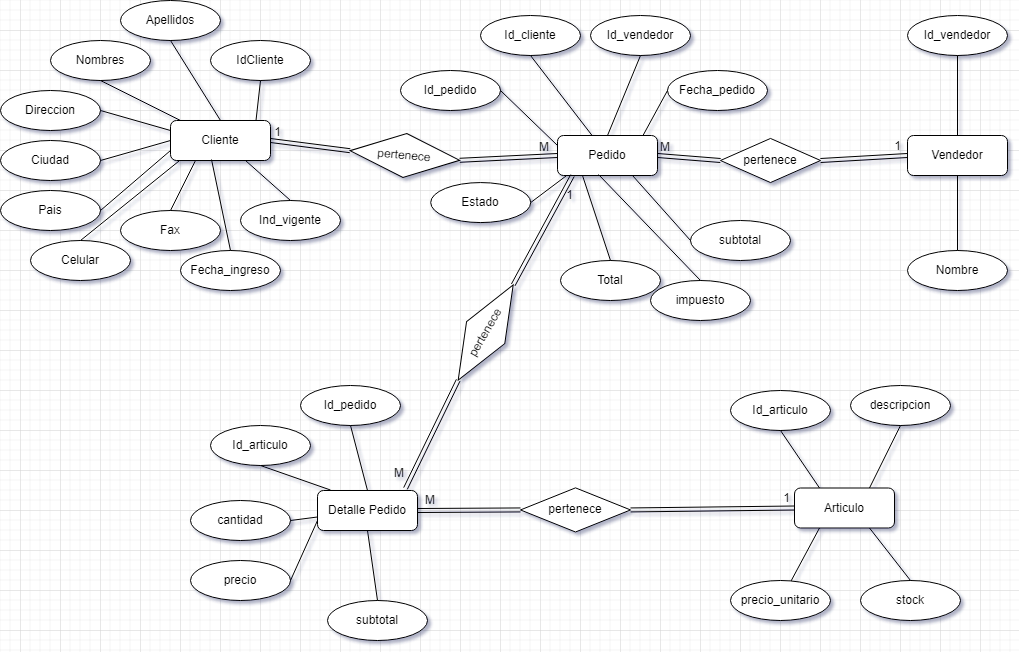 Apellidos
Nombres
IdCliente
Direccion
Ciudad
Pais
Celular
Fax
Fecha_ingreso
Ind_vigente
Cliente
1
pertenece
M
Id_cliente
Id_vendedor
Id_pedido
Fecha_pedido
Pedido
M
Estado
1
Total
impuesto
subtotal
pertenece
1
Id_vendedor
Vendedor
Nombre
pertenece
M
Id_pedido
Id_articulo
cantidad
precio
subtotal
Detalle Pedido
M
pertenece
1
Id_articulo
descripcion
Articulo
precio_unitario
stock